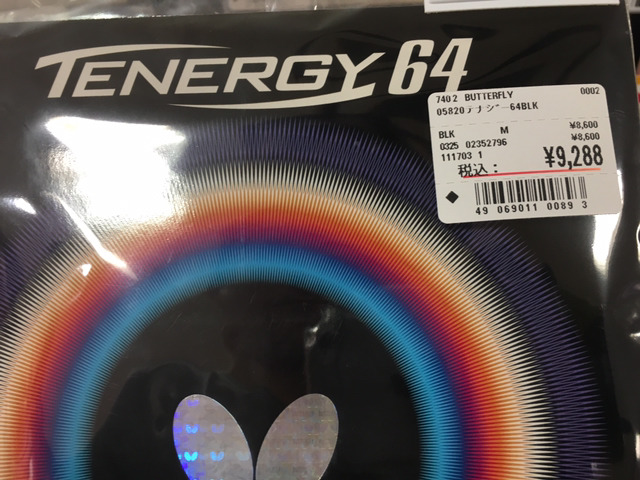 TENERGY 64
7402 BUTTERFLY 0002
05820テナジー64BLK
BLK M ¥8,600
0325 02352796 ¥8,600
111703 1
税込: ¥9,288
49 069011 0089 3